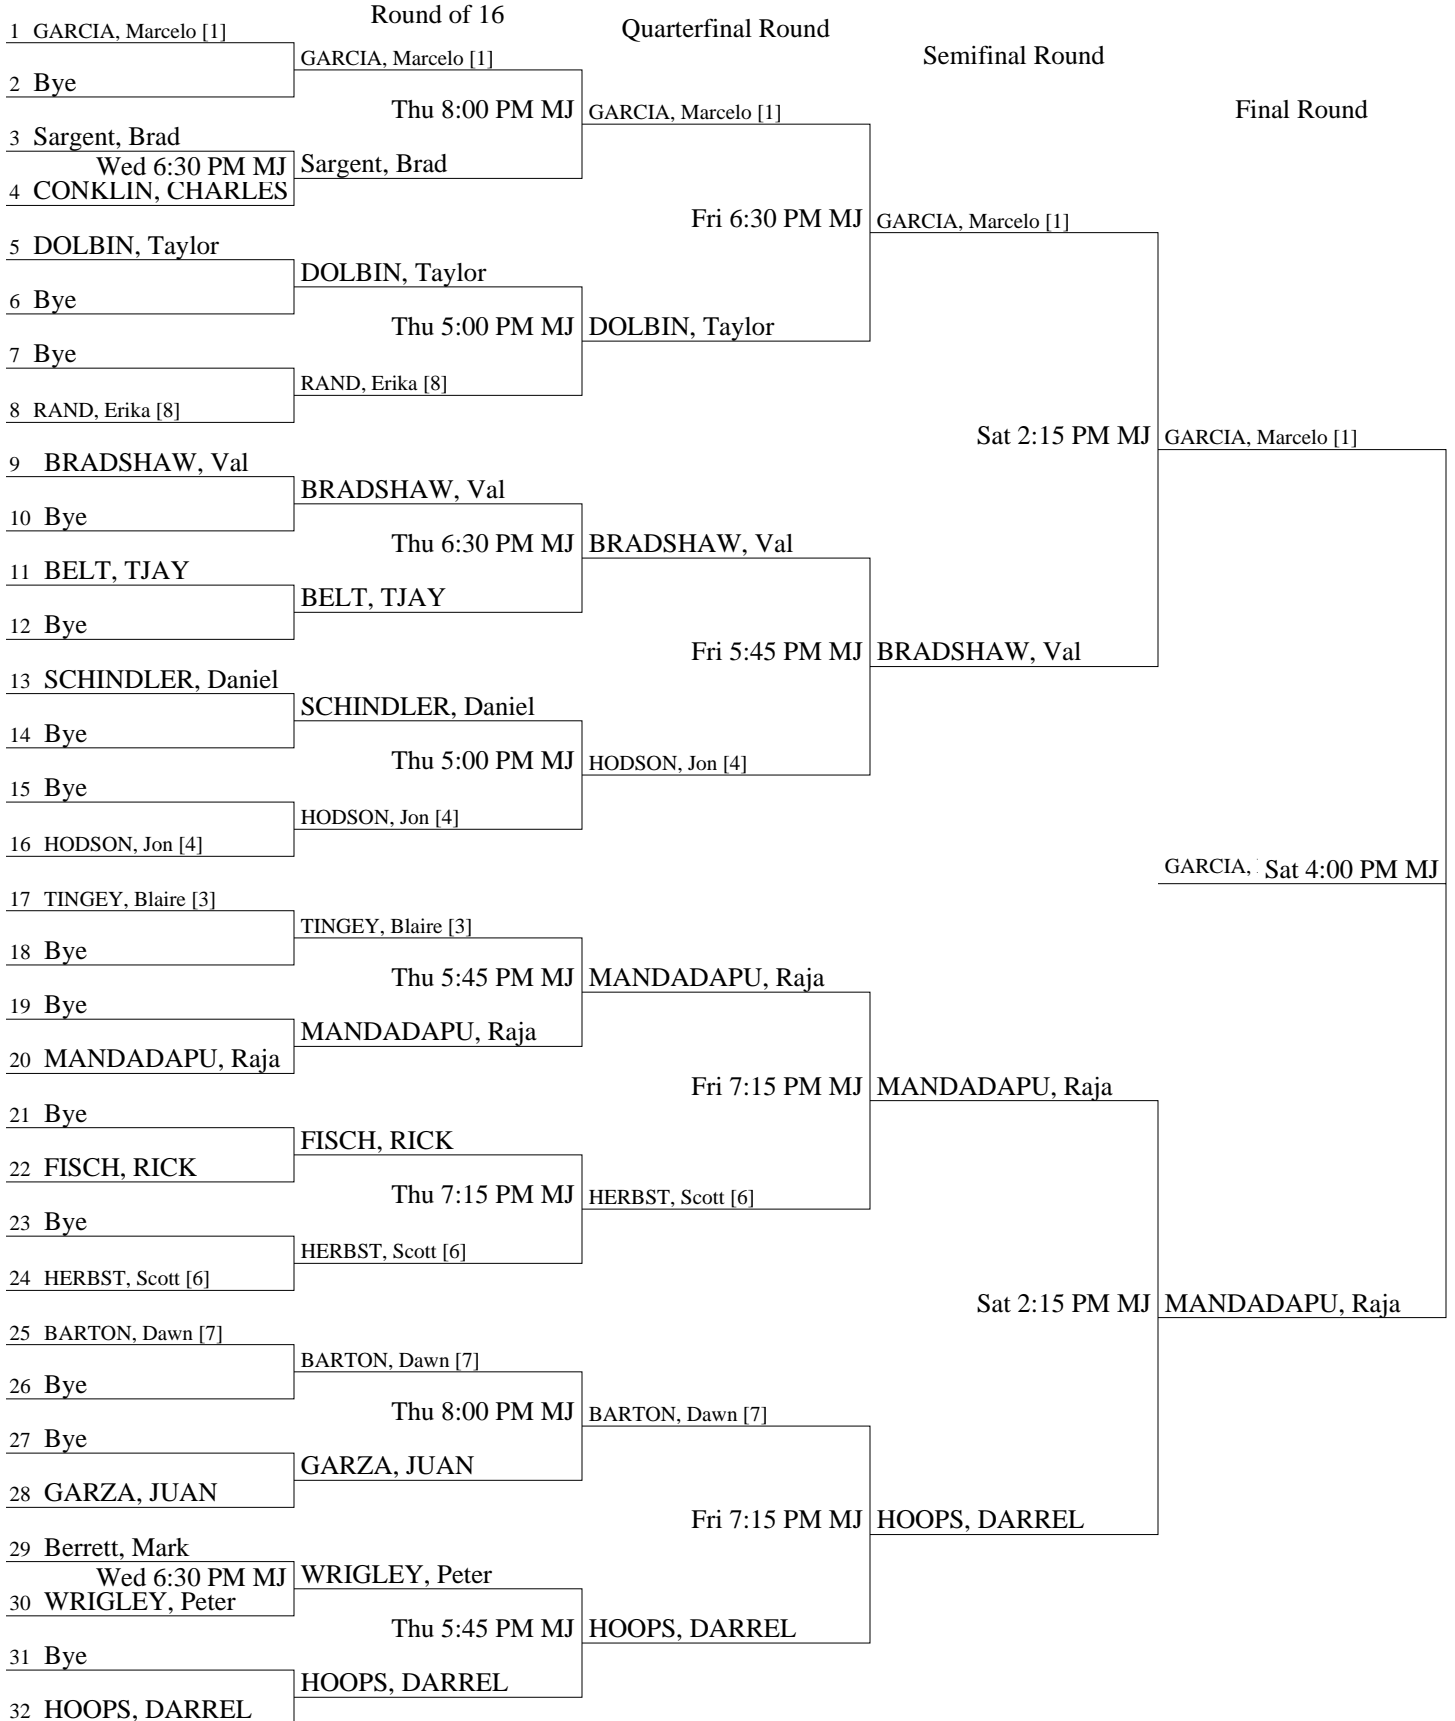 Round of 16
Quarterfinal Round
Semifinal Round
Final Round
1 GARCIA, Marcelo [1]
2 Bye
3 Sargent, Brad
Wed 6:30 PM MJ
4 CONKLIN, CHARLES
5 DOLBIN, Taylor
6 Bye
7 Bye
8 RAND, Erika [8]
9 BRADSHAW, Val
10 Bye
11 BELT, TJAY
12 Bye
13 SCHINDLER, Daniel
14 Bye
15 Bye
16 HODSON, Jon [4]
17 TINGEY, Blaire [3]
18 Bye
19 Bye
20 MANDADAPU, Raja
21 Bye
22 FISCH, RICK
23 Bye
24 HERBST, Scott [6]
25 BARTON, Dawn [7]
26 Bye
27 Bye
28 GARZA, JUAN
29 Berrett, Mark
Wed 6:30 PM MJ
30 WRIGLEY, Peter
31 Bye
32 HOOPS, DARREL
GARCIA, Marcelo [1]
Thu 8:00 PM MJ
Sargent, Brad
DOLBIN, Taylor
Thu 5:00 PM MJ
RAND, Erika [8]
BRADSHAW, Val
Thu 6:30 PM MJ
BELT, TJAY
SCHINDLER, Daniel
Thu 5:00 PM MJ
HODSON, Jon [4]
TINGEY, Blaire [3]
Thu 5:45 PM MJ
MANDADAPU, Raja
FISCH, RICK
Thu 7:15 PM MJ
HERBST, Scott [6]
BARTON, Dawn [7]
Thu 8:00 PM MJ
GARZA, JUAN
WRIGLEY, Peter
Thu 5:45 PM MJ
HOOPS, DARREL
GARCIA, Marcelo [1]
Fri 6:30 PM MJ
DOLBIN, Taylor
BRADSHAW, Val
Fri 5:45 PM MJ
HODSON, Jon [4]
MANDADAPU, Raja
Fri 7:15 PM MJ
HERBST, Scott [6]
BARTON, Dawn [7]
Fri 7:15 PM MJ
HOOPS, DARREL
GARCIA, Marcelo [1]
Sat 2:15 PM MJ
BRADSHAW, Val
MANDADAPU, Raja
Sat 2:15 PM MJ
HOOPS, DARREL
GARCIA, Marcelo [1]
GARCIA, Sat 4:00 PM MJ
MANDADAPU, Raja